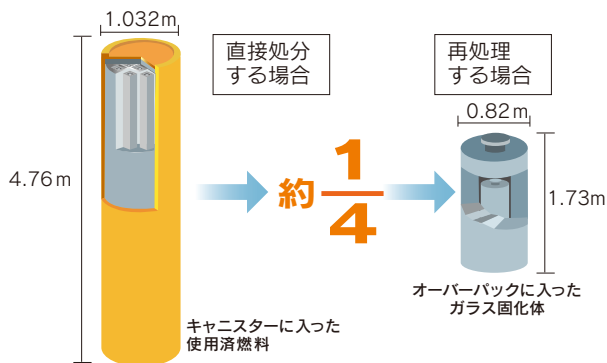 1.032m
直接処分
する場合
再処理
する場合
0.82m
4.76m
約 1/4
1.73m
キャニスターに入った
使用済燃料
オーバーパックに入った
ガラス固化体